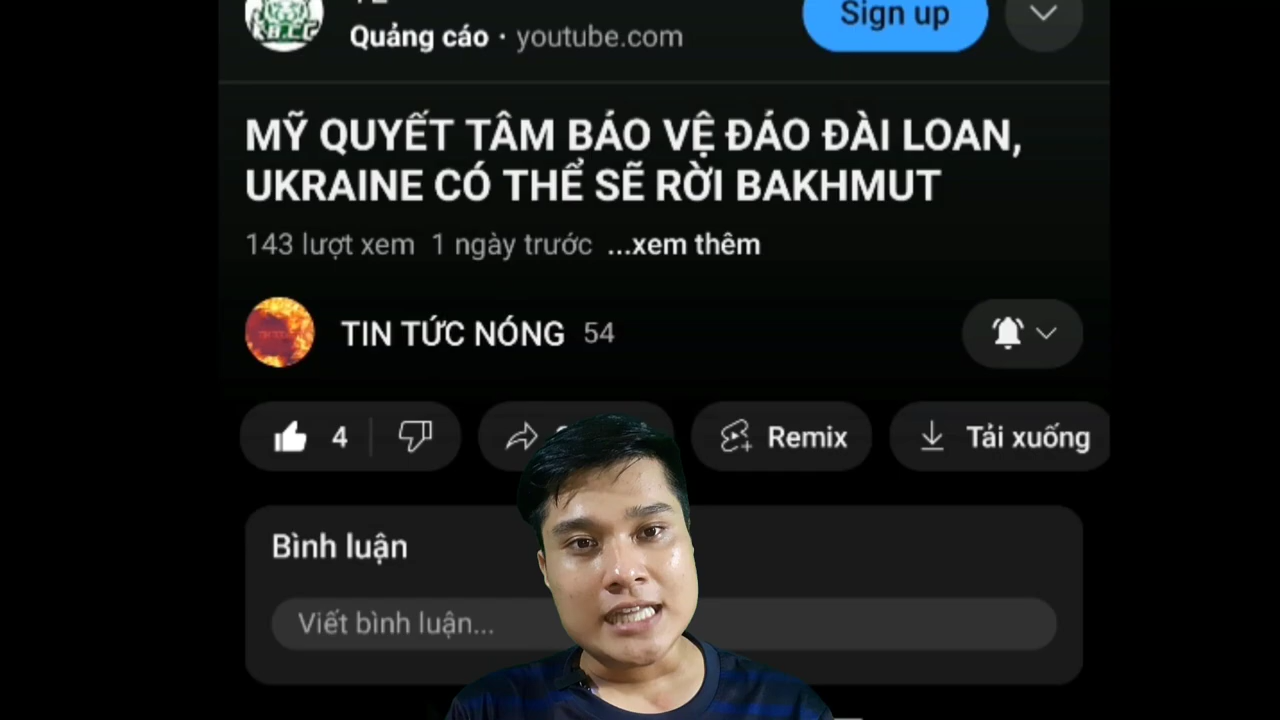 Quảng cáo · youtube.com
Sign up
MỸ QUYẾT TÂM BẢO VỆ ĐẢO ĐÀI LOAN,
UKRAINE CÓ THỂ SẼ RỜI BAKHMUT
143 lượt xem 1 ngày trước ...xem thêm
TIN TỨC NÓNG 54
4
Remix
Tải xuống
Bình luận
Viết bình luận...